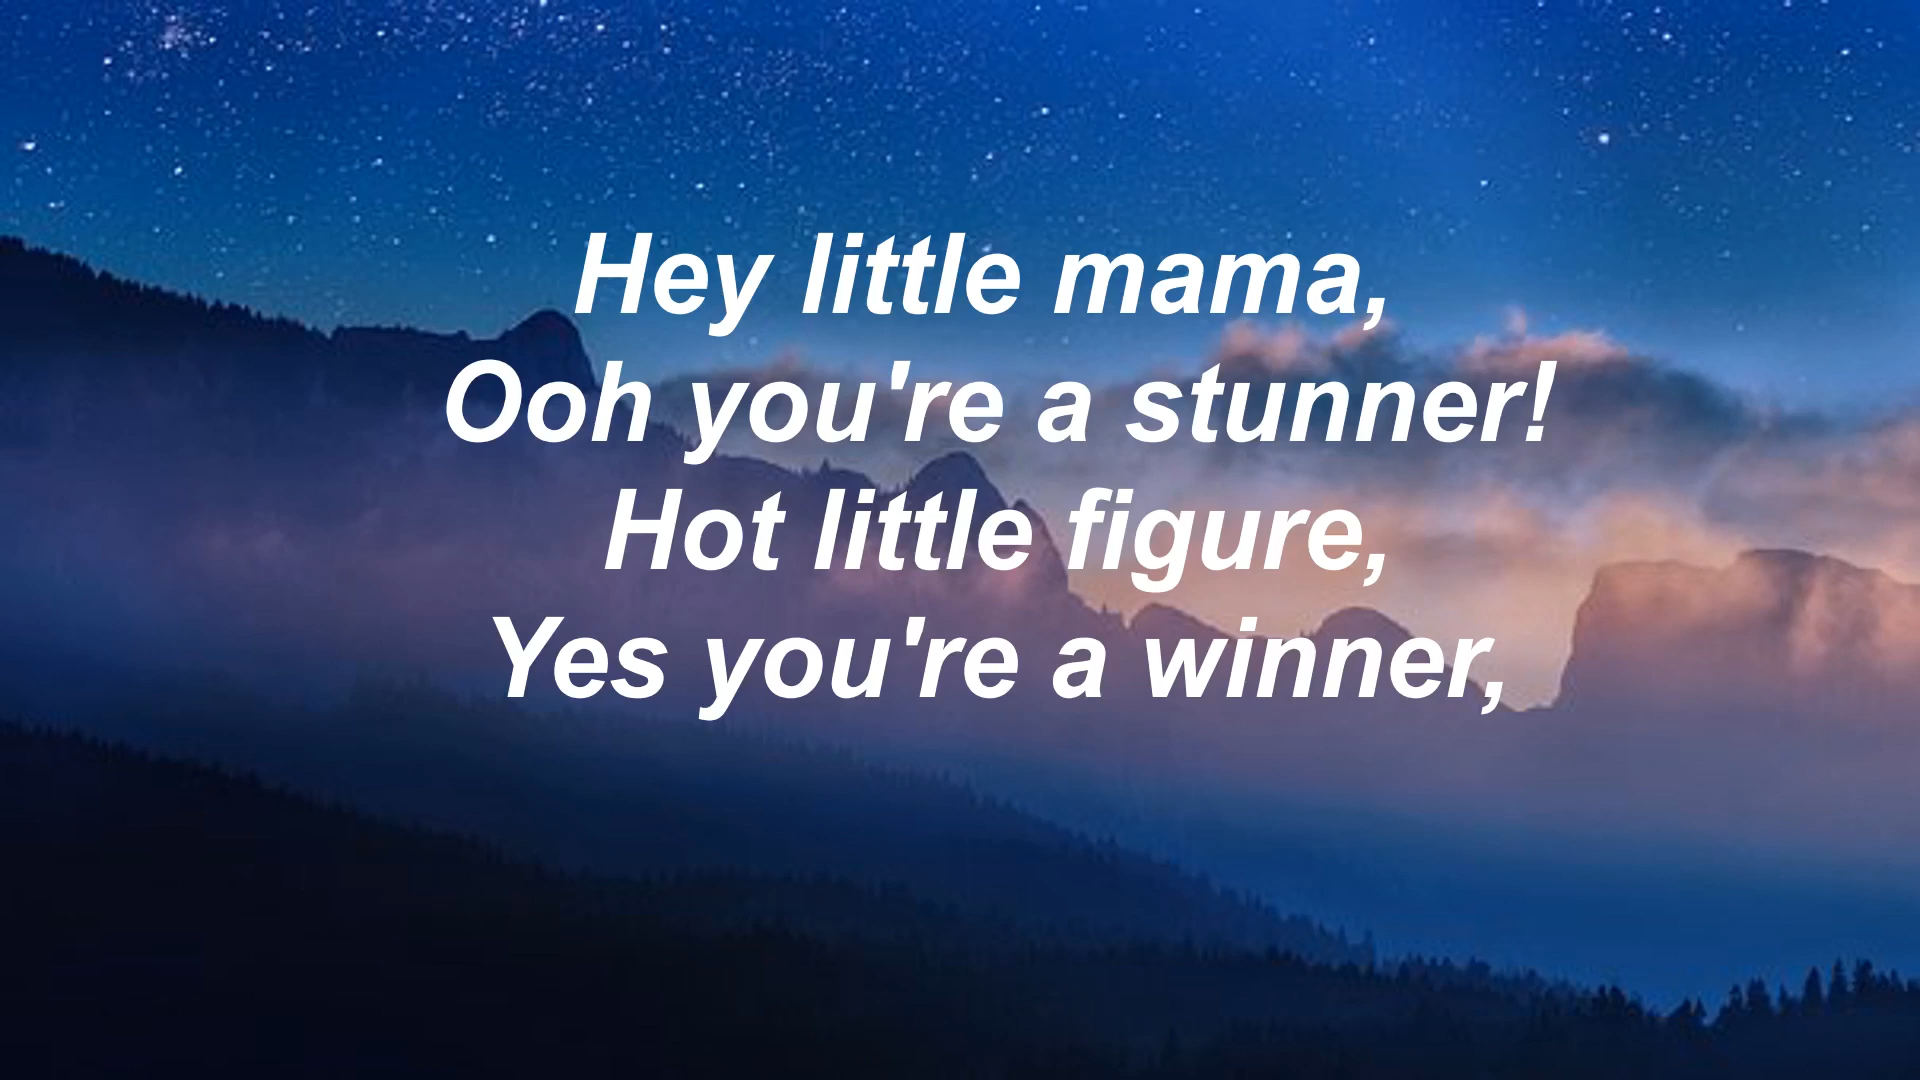 Hey little mama,
Ooh you're a stunner!
Hot little figure,
Yes you're a winner,